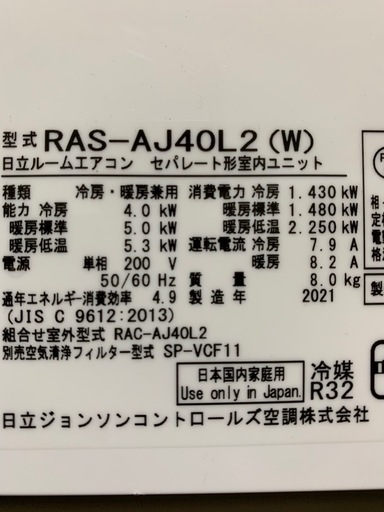 型式 RAS-AJ40L2(W)
日立ルームエアコン セパレート形室内ユニット
種類 冷房・暖房兼用 消費電力 冷房 1.430 kW
能力 冷房 4.0 kW 暖房標準 1.480 kW
暖房標準 5.0 kW 暖房低温 2.250 kW
暖房低温 5.3 kW 運転電流 冷房 7.9 A
電源 単相 200 V 暖房 8.2 A
50/60 Hz 質量 8.0 kg
通年エネルギー消費効率 4.9 製造年 2021
(JIS C 9612:2013)
組合せ室外型式 RAC-AJ40L2
別売空気清浄フィルター型式 SP-VCF11
日本国内家庭用
Use only in Japan.
冷媒
R32
日立ジョンソンコントロールズ空調株式会社